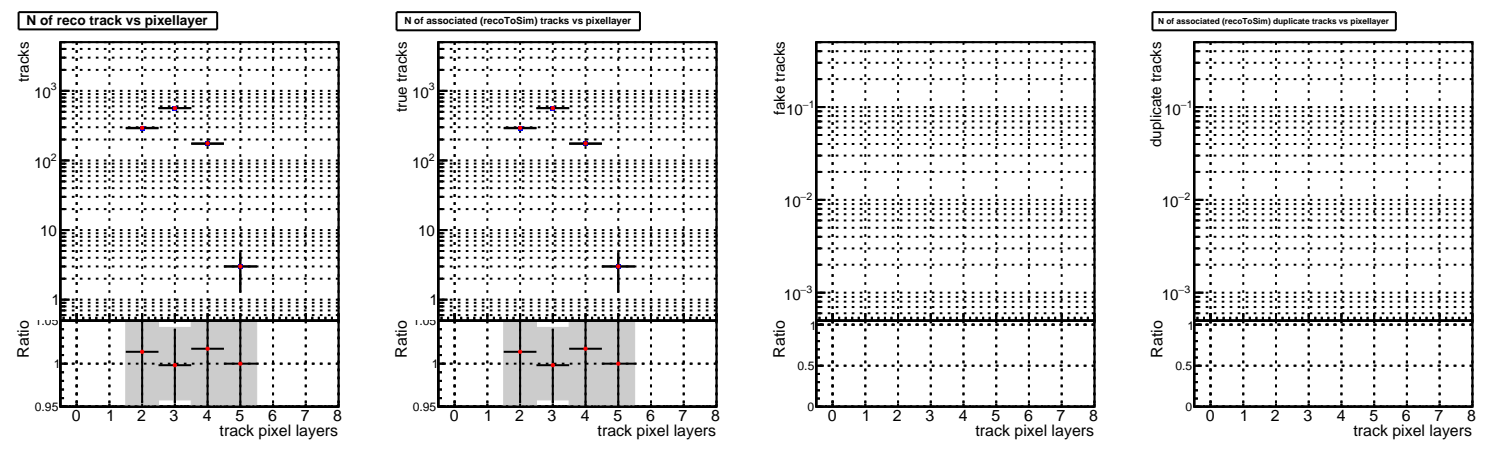 N of reco track vs pixellayer
tracks
10³
10²
10
1
Ratio
1.05
1
0.95
0 1 2 3 4 5 6 7 8
track pixel layers
N of associated (recoToSim) tracks vs pixellayer
true tracks
10³
10²
10
1
Ratio
1.05
1
0.95
0 1 2 3 4 5 6 7 8
track pixel layers
fake tracks
10⁻¹
10⁻²
10⁻³
Ratio
1
0.5
0
0 1 2 3 4 5 6 7 8
track pixel layers
N of associated (recoToSim) duplicate tracks vs pixellayer
duplicate tracks
10⁻¹
10⁻²
10⁻³
Ratio
1
0.5
0
0 1 2 3 4 5 6 7 8
track pixel layers